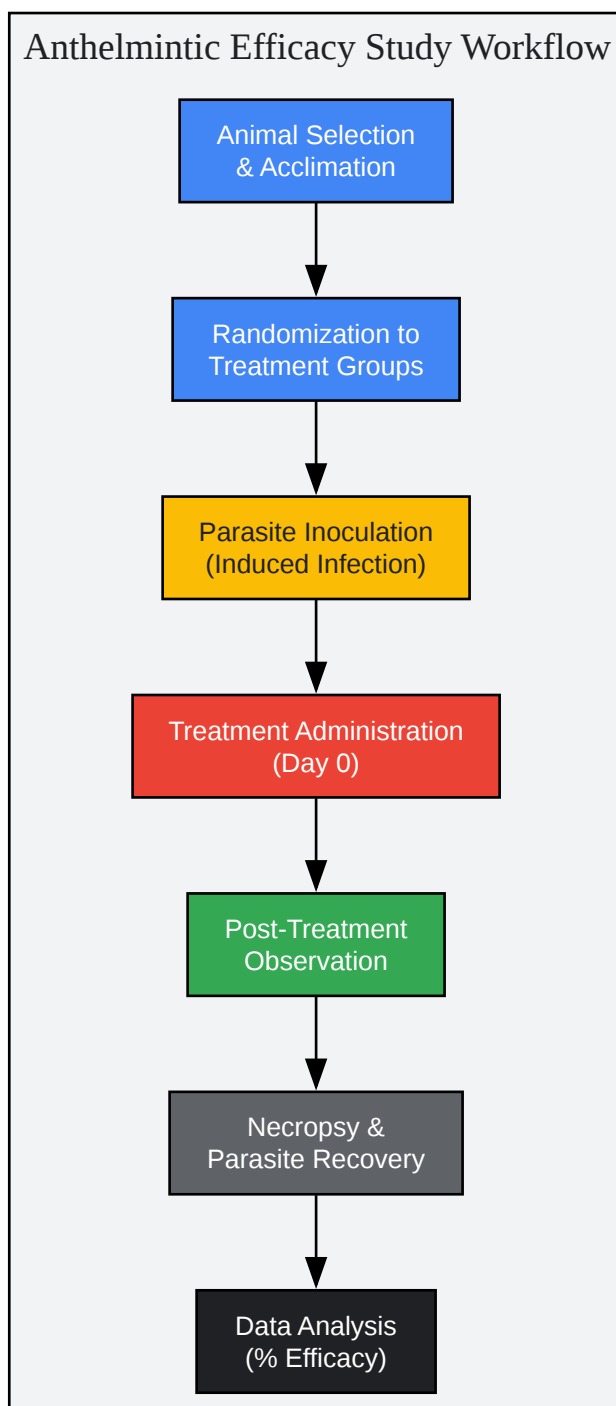 Anthelmintic Efficacy Study Workflow
Animal Selection
& Acclimation
Randomization to
Treatment Groups
Parasite Inoculation
(Induced Infection)
Treatment Administration
(Day 0)
Post-Treatment
Observation
Necropsy &
Parasite Recovery
Data Analysis
(% Efficacy)